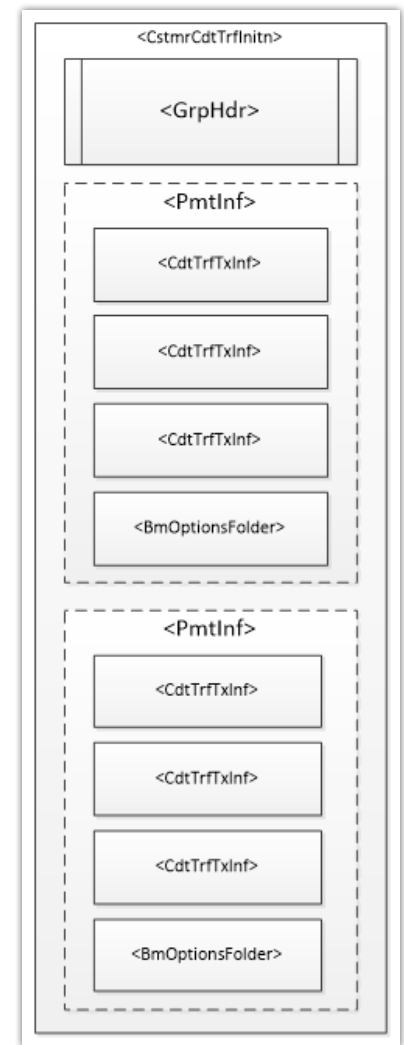 <CstmrCdtTrfInitn>
<GrpHdr>
<PmtInf>
<CdtTrfTxInf>
<CdtTrfTxInf>
<CdtTrfTxInf>
<BmOptionsFolder>
<PmtInf>
<CdtTrfTxInf>
<CdtTrfTxInf>
<CdtTrfTxInf>
<BmOptionsFolder>